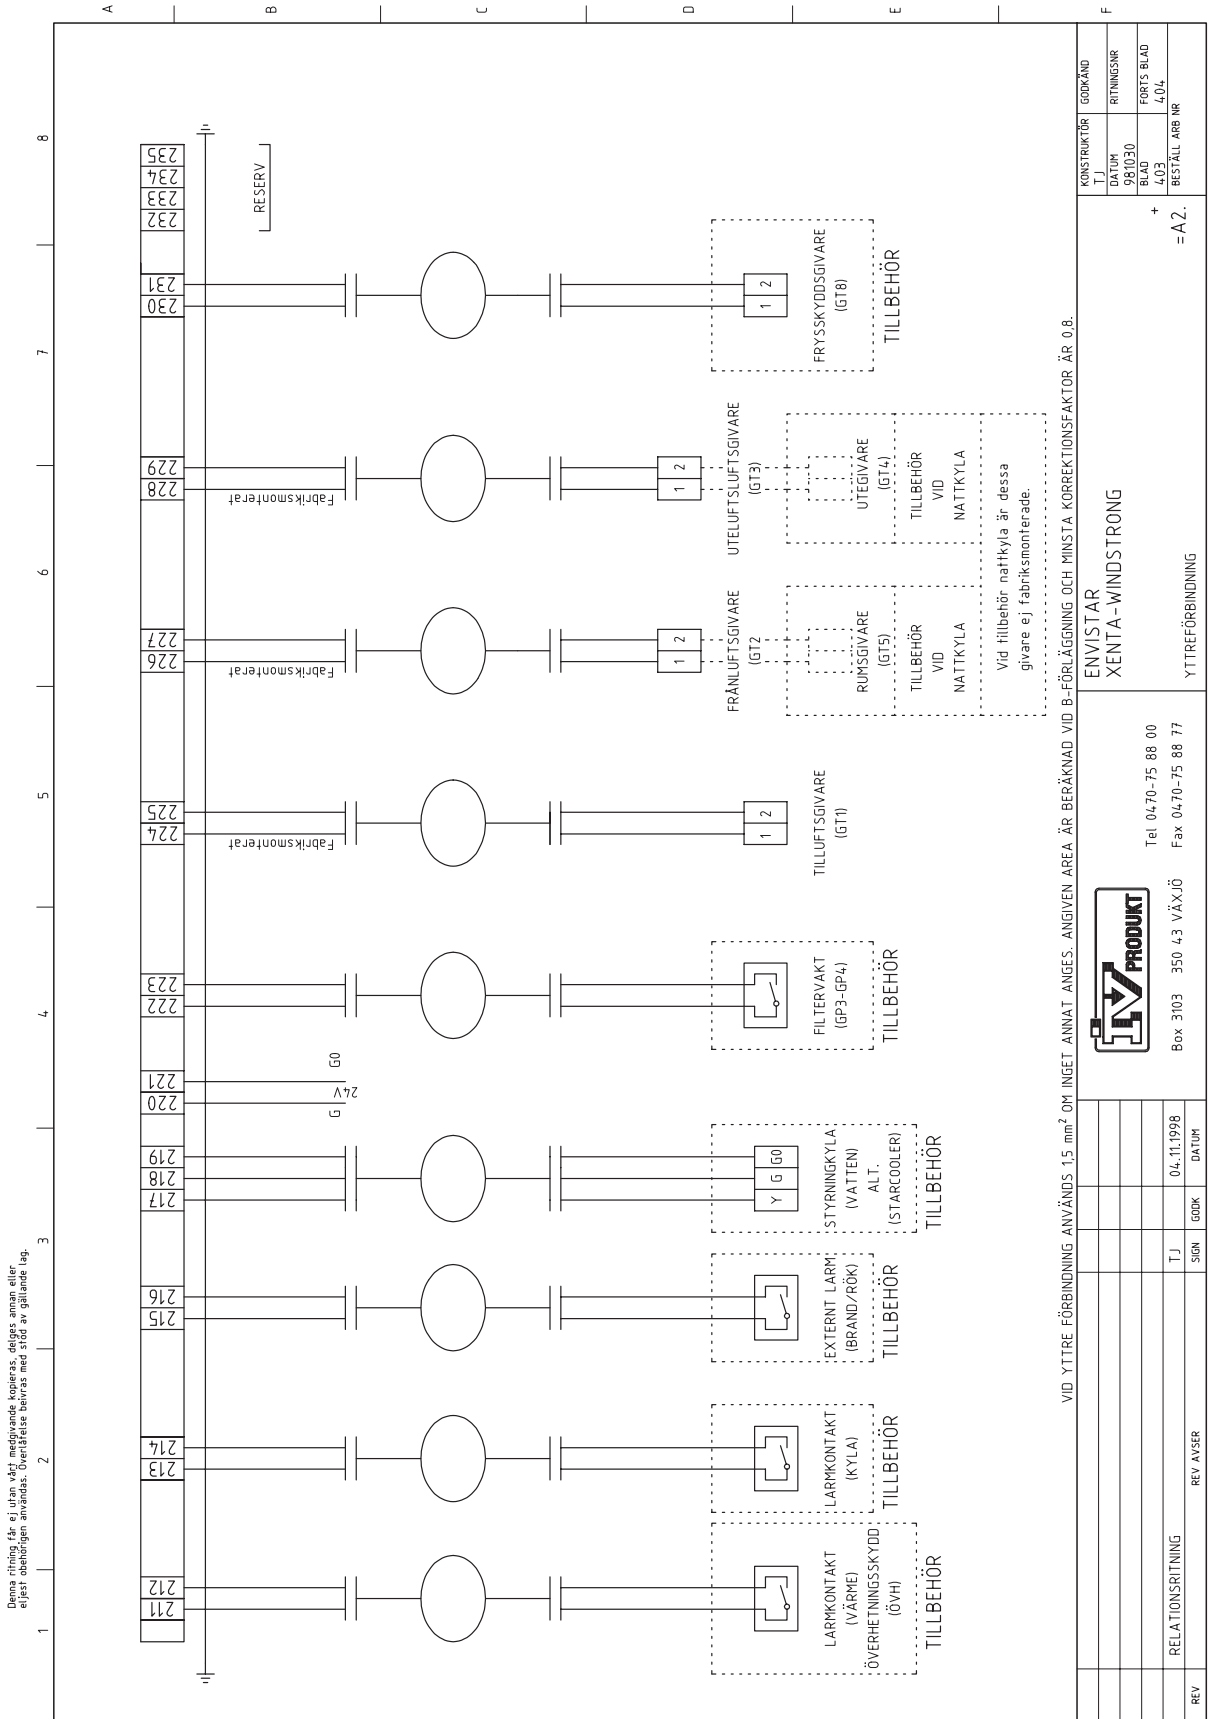 Denna ritning får ej utan vårt medgivande kopieras, delges annan eller
eljest obehörigen användas. Överträdelse beivras med stöd av gällande lag.
1 2 3 4 5 6 7 8
A
B
C
D
E
F
211 212 213 214 215 216 217 218 219 220 221 222 223 224 225 226 227 228 229 230 231 232 233 234 235
RESERV
Fabriksmonterat
Fabriksmonterat
Fabriksmonterat
G 24V G0
LARMKONTAKT
(VÄRME)
ÖVERHETNINGSSKYDD
(ÖVH)
TILLBEHÖR
LARMKONTAKT
(KYLA)
TILLBEHÖR
EXTERNT LARM
(BRAND/RÖK)
TILLBEHÖR
Y G G0
STYRNINGKYLA
(VATTEN)
ALT.
(STARCOOLER)
TILLBEHÖR
FILTERVAKT
(GP3-GP4)
TILLBEHÖR
1 2
TILLUFTSGIVARE
(GT1)
1 2
FRÅNLUFTSGIVARE
(GT2
RUMSGIVARE
(GT5)
TILLBEHÖR
VID
NATTKYLA
1 2
UTELUFTSLUFTSGIVARE
(GT3)
UTEGIVARE
(GT4)
TILLBEHÖR
VID
NATTKYLA
Vid tillbehör nattkyla är dessa
givare ej fabriksmonterade.
1 2
FRYSSKYDDSGIVARE
(GT8)
TILLBEHÖR
VID YTTRE FÖRBINDNING ANVÄNDS 1,5 mm² OM INGET ANNAT ANGES. ANGIVEN AREA ÄR BERÄKNAD VID B-FÖRLÄGGNING OCH MINSTA KORREKTIONSFAKTOR ÄR 0,8.
RELATIONSRITNING TJ 04.11.1998
REV REV AVSER SIGN GODK DATUM
IV PRODUKT
Tel 0470-75 88 00
Box 3103 350 43 VÄXJÖ Fax 0470-75 88 77
ENVISTAR
XENTA-WINDSTRONG
YTTREFÖRBINDNING
+
=A2.
KONSTRUKTÖR GODKÄND
TJ
DATUM RITNINGSNR
981030
BLAD FORTS BLAD
403 404
BESTÄLL ARB NR